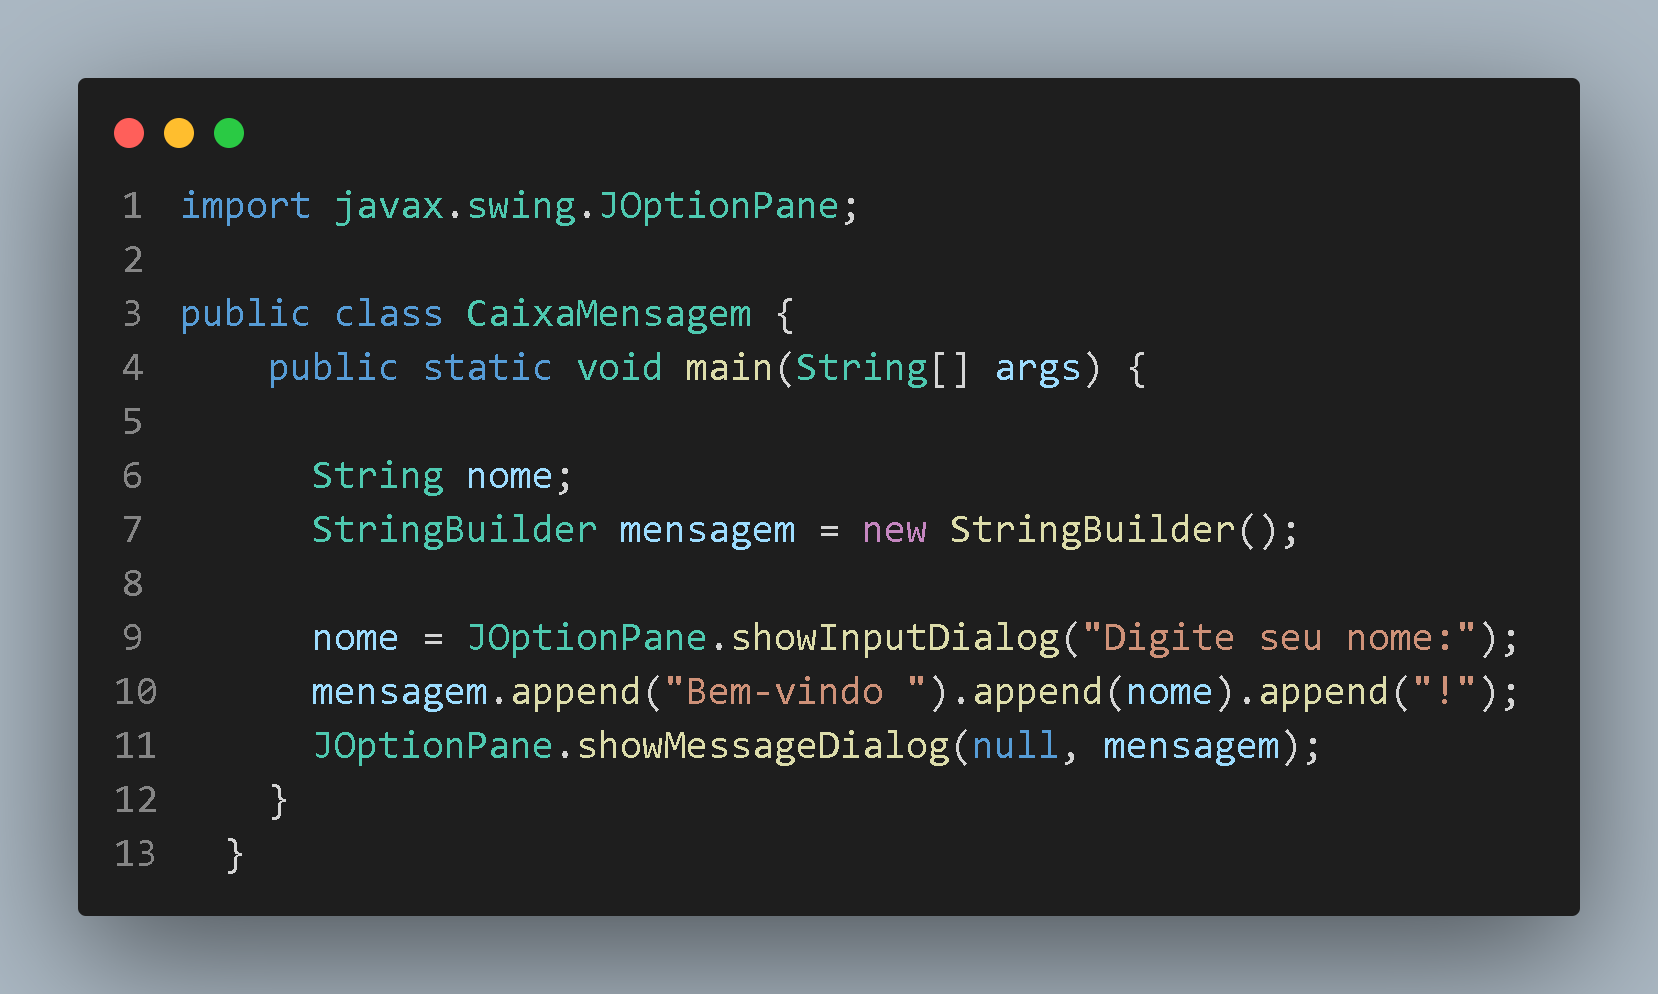 1 import javax.swing.JOptionPane;
2
3 public class CaixaMensagem {
4     public static void main(String[] args) {
5
6       String nome;
7       StringBuilder mensagem = new StringBuilder();
8
9       nome = JOptionPane.showInputDialog("Digite seu nome:");
10       mensagem.append("Bem-vindo ").append(nome).append("!");
11       JOptionPane.showMessageDialog(null, mensagem);
12     }
13   }